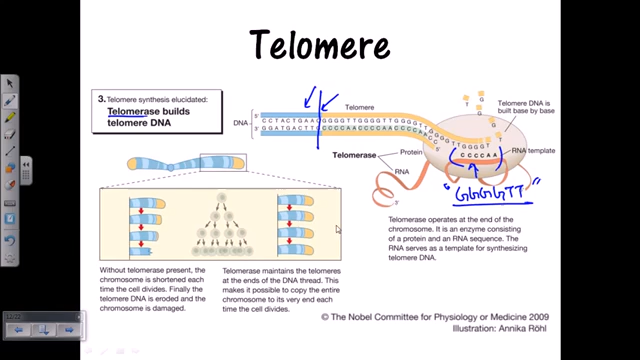 Telomere
3. Telomere synthesis elucidated:
Telomerase builds
telomere DNA
Telomere
DNA
5'
3'
CCTACTGAACGGGGTTGGGGTTGGGGTTGGGGTTGGGGT
GGATGACTTGCCCCAACCCCAACCCCAACCCC
T
G
G
G
T
Telomere DNA is
built base by base
CCCCAA
RNA template
Telomerase
Protein
RNA
3'
"GGGGTT"
Telomerase operates at the end of the
chromosome. It is an enzyme consisting
of a protein and an RNA sequence. The
RNA serves as a template for synthesizing
telomere DNA.
Without telomerase present, the
chromosome is shortened each
time the cell divides. Finally the
telomere DNA is eroded and
the chromosome is damaged.
Telomerase maintains the telomeres
at the ends of the DNA thread. This
makes it possible to copy the entire
chromosome to its very end each
time the cell divides.
© The Nobel Committee for Physiology or Medicine 2009
Illustration: Annika Röhl